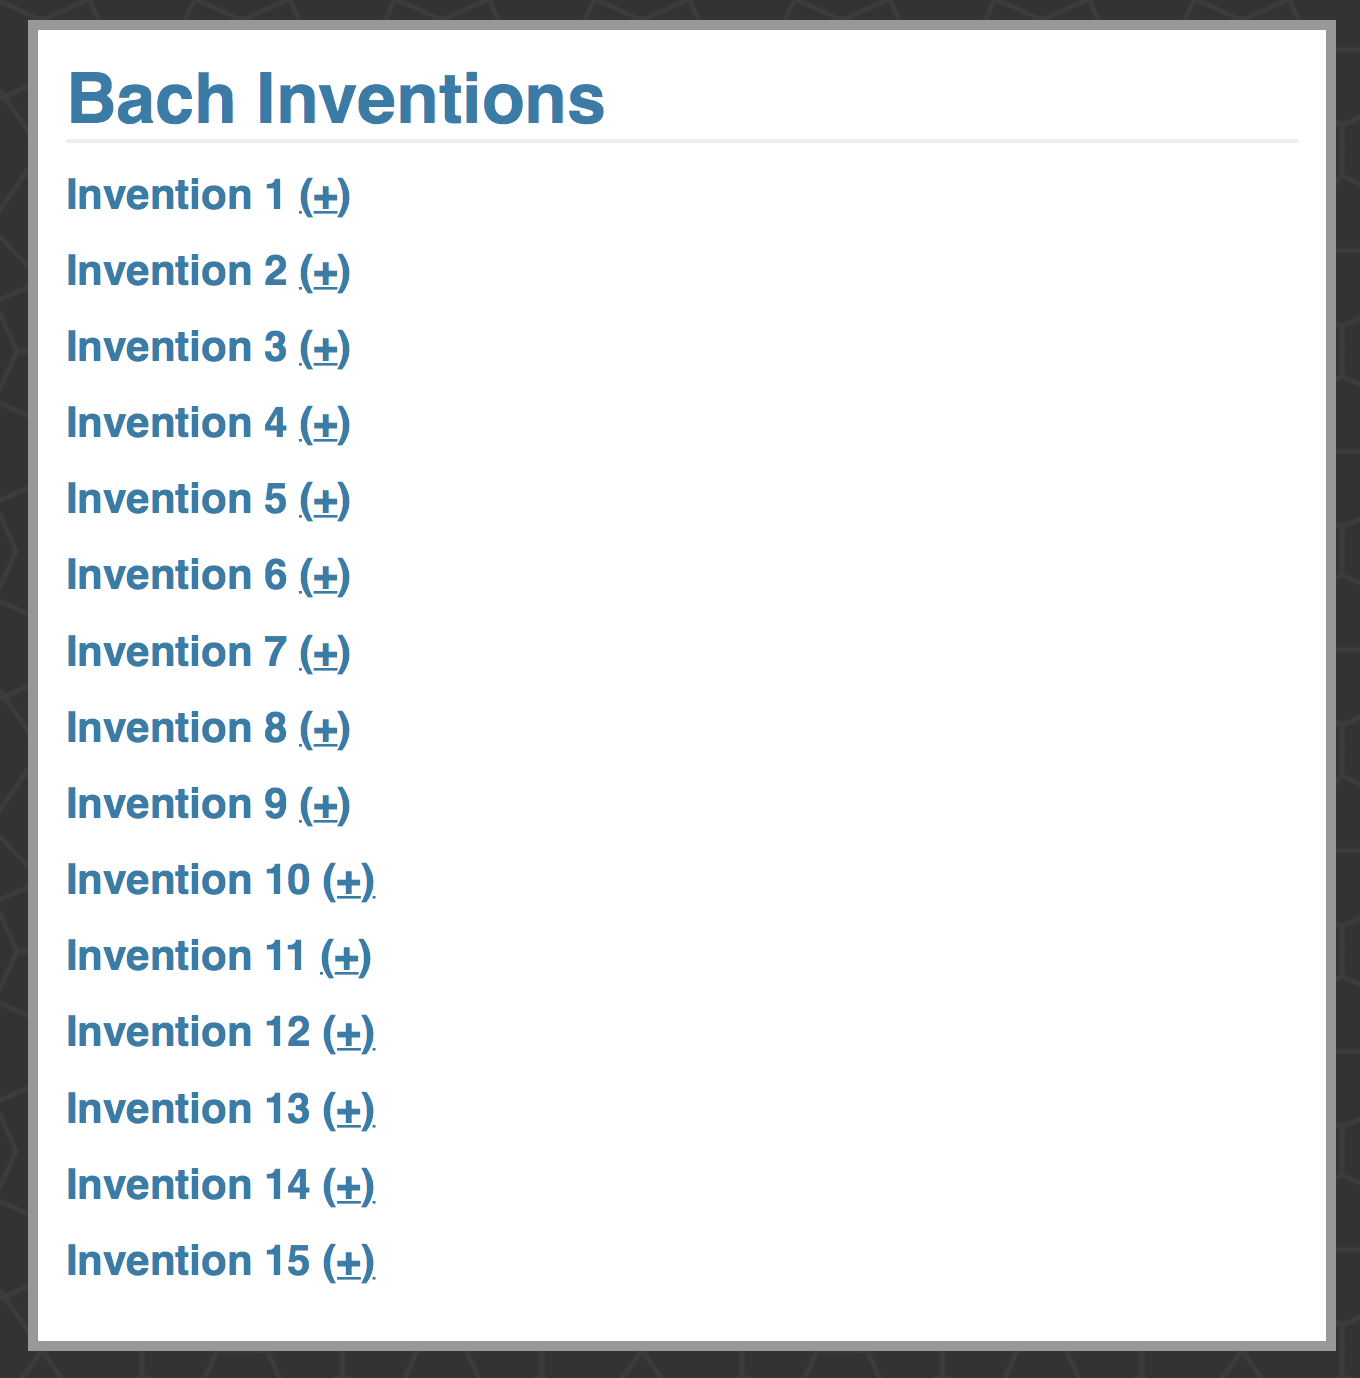 Bach Inventions
Invention 1 (+)
Invention 2 (+)
Invention 3 (+)
Invention 4 (+)
Invention 5 (+)
Invention 6 (+)
Invention 7 (+)
Invention 8 (+)
Invention 9 (+)
Invention 10 (+)
Invention 11 (+)
Invention 12 (+)
Invention 13 (+)
Invention 14 (+)
Invention 15 (+)